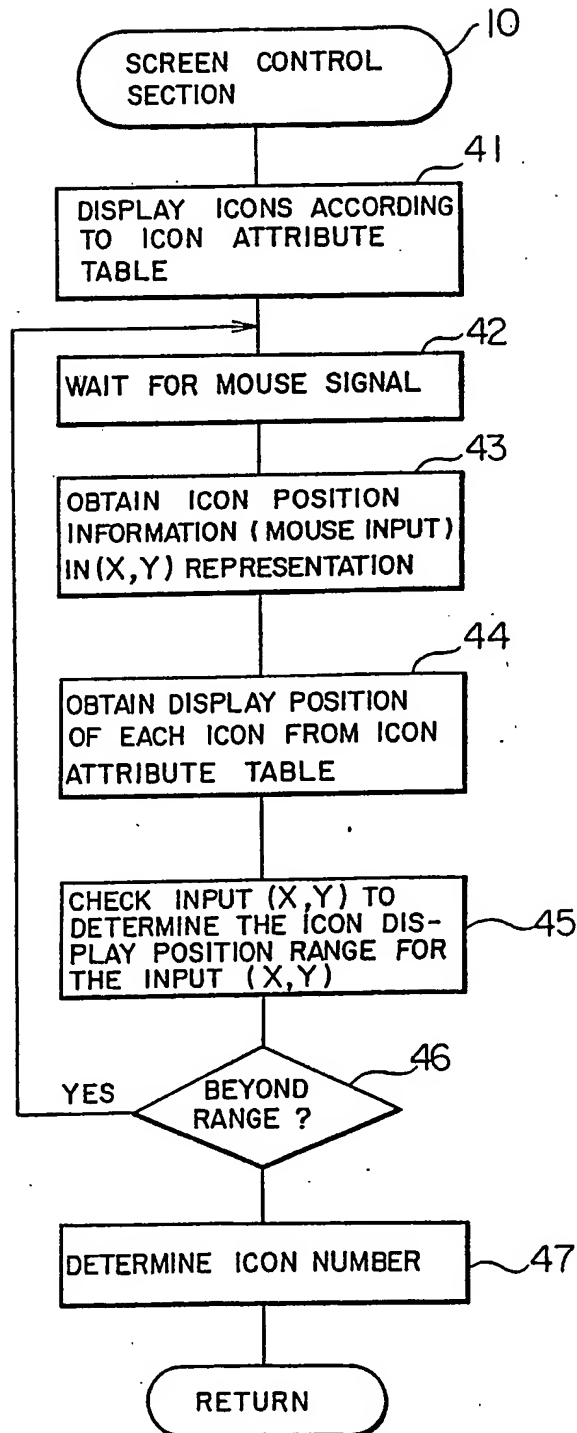 10
SCREEN CONTROL
SECTION
41
DISPLAY ICONS ACCORDING
TO ICON ATTRIBUTE
TABLE
42
WAIT FOR MOUSE SIGNAL
43
OBTAIN ICON POSITION
INFORMATION (MOUSE INPUT)
IN (X,Y) REPRESENTATION
44
OBTAIN DISPLAY POSITION
OF EACH ICON FROM ICON
ATTRIBUTE TABLE
CHECK INPUT (X,Y) TO
DETERMINE THE ICON DIS-
PLAY POSITION RANGE FOR
THE INPUT (X,Y)
45
46
YES
BEYOND
RANGE ?
DETERMINE ICON NUMBER
47
RETURN